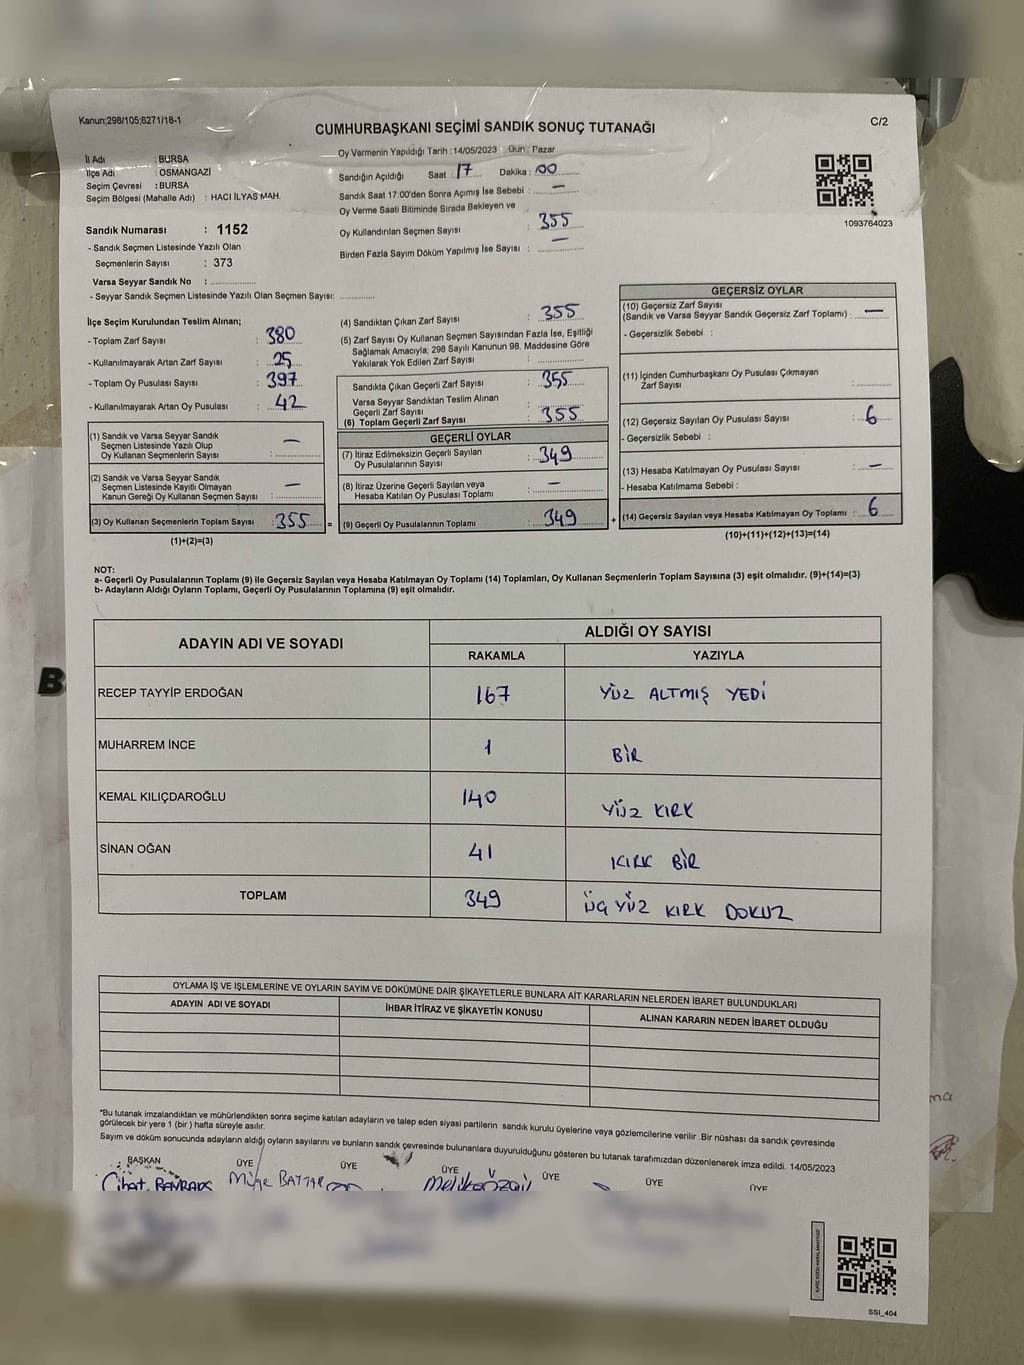 Kanun;298/105;6271/18-1
C/2
CUMHURBAŞKANI SEÇİMİ SANDIK SONUÇ TUTANAĞI
İl Adı : BURSA
İlçe Adı : OSMANGAZİ
Seçim Çevresi : BURSA
Seçim Bölgesi (Mahalle Adı) : HACI İLYAS MAH.
Sandık Numarası : 1152
- Sandık Seçmen Listesinde Yazılı Olan
Seçmenlerin Sayısı : 373
Varsa Seyyar Sandık No :
- Seyyar Sandık Seçmen Listesinde Yazılı Olan Seçmen Sayısı:
Oy Vermenin Yapıldığı Tarih : 14/05/2023 Gün : Pazar
Sandığın Açıldığı Saat : 17 Dakika : 00
Sandık Saat 17.00'den Sonra Açımış İse Sebebi : —
Oy Verme Saati Bitiminde Sırada Bekleyen ve
Oy Kullandırılan Seçmen Sayısı : 355
Birden Fazla Sayım Döküm Yapılmış İse Sayısı : —
1093764023
İlçe Seçim Kurulundan Teslim Alınan;
- Toplam Zarf Sayısı : 380
- Kullanılmayarak Artan Zarf Sayısı : 25
- Toplam Oy Pusulası Sayısı : 397
- Kullanılmayarak Artan Oy Pusulası : 42
(1) Sandık ve Varsa Seyyar Sandık
Seçmen Listesinde Yazılı Olup
Oy Kullanan Seçmenlerin Sayısı : —
(2) Sandık ve Varsa Seyyar Sandık
Seçmen Listesinde Kayıtlı Olmayan
Kanun Gereği Oy Kullanan Seçmen Sayısı : —
(3) Oy Kullanan Seçmenlerin Toplam Sayısı : 355 =
(1)+(2)=(3)
(4) Sandıktan Çıkan Zarf Sayısı : 355
(5) Zarf Sayısı Oy Kullanan Seçmen Sayısından Fazla İse, Eşitliği
Sağlamak Amacıyla, 298 Sayılı Kanunun 98. Maddesine Göre
Yakılarak Yok Edilen Zarf Sayısı :
Sandıkta Çıkan Geçerli Zarf Sayısı : 355
Varsa Seyyar Sandıktan Teslim Alınan
Geçerli Zarf Sayısı :
(6) Toplam Geçerli Zarf Sayısı : 355
GEÇERLİ OYLAR
(7) İtiraz Edilmeksizin Geçerli Sayılan
Oy Pusulalarının Sayısı : 349
(8) İtiraz Üzerine Geçerli Sayılan veya
Hesaba Katılan Oy Pusulası Toplamı : —
(9) Geçerli Oy Pusulalarının Toplamı : 349 +
GEÇERSİZ OYLAR
(10) Geçersiz Zarf Sayısı
(Sandık ve Varsa Seyyar Sandık Geçersiz Zarf Toplamı) : —
- Geçersizlik Sebebi :
(11) İçinden Cumhurbaşkanı Oy Pusulası Çıkmayan
Zarf Sayısı :
(12) Geçersiz Sayılan Oy Pusulası Sayısı : 6
- Geçersizlik Sebebi :
(13) Hesaba Katılmayan Oy Pusulası Sayısı : —
- Hesaba Katılmama Sebebi :
(14) Geçersiz Sayılan veya Hesaba Katılmayan Oy Toplamı : 6
(10)+(11)+(12)+(13)=(14)
NOT:
a- Geçerli Oy Pusulalarının Toplamı (9) ile Geçersiz Sayılan veya Hesaba Katılmayan Oy Toplamı (14) Toplamları, Oy Kullanan Seçmenlerin Toplam Sayısına (3) eşit olmalıdır. (9)+(14)=(3)
b- Adayların Aldığı Oyların Toplamı, Geçerli Oy Pusulalarının Toplamına (9) eşit olmalıdır.
ADAYIN ADI VE SOYADI
ALDIĞI OY SAYISI
RAKAMLA YAZIYLA
RECEP TAYYİP ERDOĞAN 167 YÜZ ALTMIŞ YEDİ
MUHARREM İNCE 1 BİR
KEMAL KILIÇDAROĞLU 140 YÜZ KIRK
SİNAN OĞAN 41 KIRK BİR
TOPLAM 349 ÜÇ YÜZ KIRK DOKUZ
OYLAMA İŞ VE İŞLEMLERİNE VE OYLARIN SAYIM VE DÖKÜMÜNE DAİR ŞİKAYETLERLE BUNLARA AİT KARARLARIN NELERDEN İBARET BULUNDUKLARI
ADAYIN ADI VE SOYADI İHBAR İTİRAZ VE ŞİKAYETİN KONUSU ALINAN KARARIN NEDEN İBARET OLDUĞU
*Bu tutanak imzalandıktan ve mühürlendikten sonra seçime katılan adayların ve talep eden siyasi partilerin sandık kurulu üyelerine veya gözlemcilerine verilir. Bir nüshası da sandık çevresinde
görülecek bir yere 1 (bir) hafta süreyle asılır.
Sayım ve döküm sonucunda adayların aldığı oyların sayılarını ve bunların sandık çevresinde bulunanlara duyurulduğunu gösteren bu tutanak tarafımızdan düzenlenerek imza edildi. 14/05/2023
BAŞKAN ÜYE ÜYE ÜYE ÜYE ÜYE ÜYE
SSI_404
B